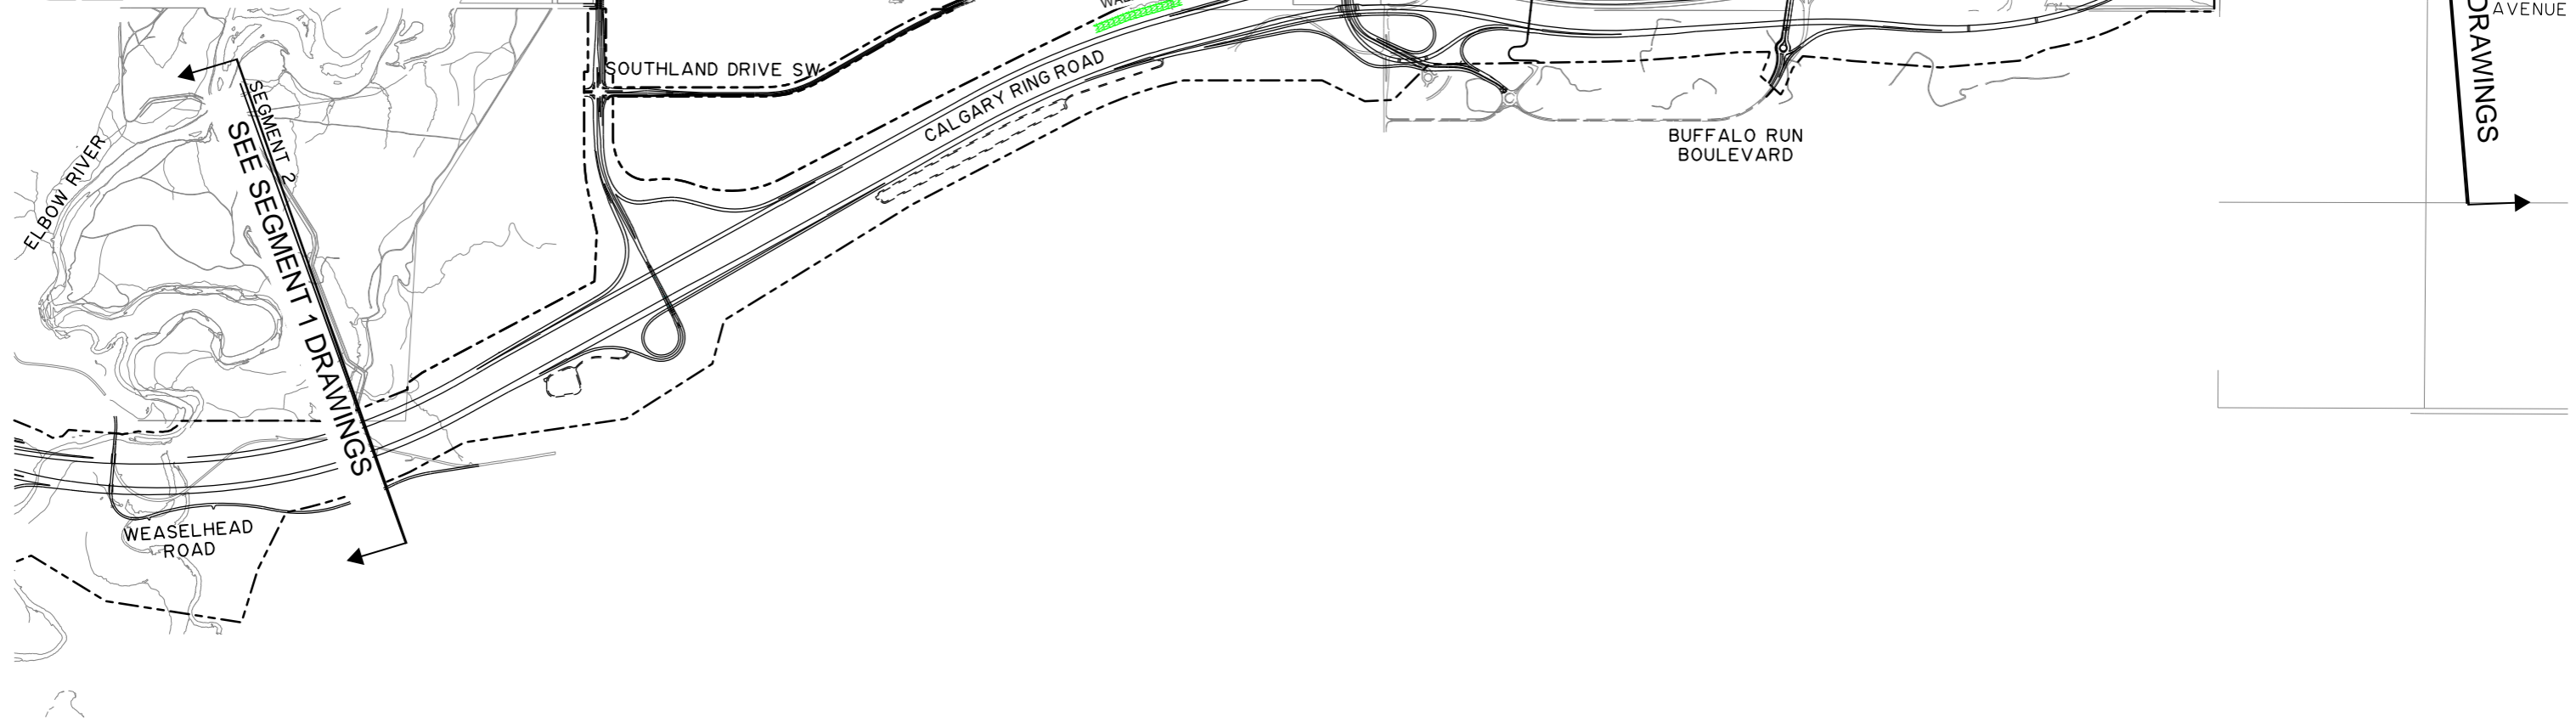 AVENUE
DRAWINGS
SOUTHLAND DRIVE SW
CALGARY RING ROAD
SEGMENT 2
SEE SEGMENT 1 DRAWINGS
ELBOW RIVER
BUFFALO RUN
BOULEVARD
WEASELHEAD
ROAD